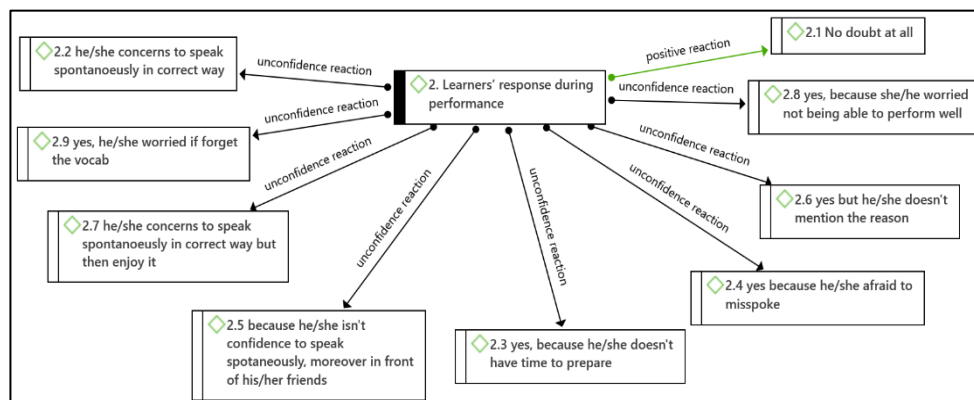 2. Learners' response during
performance
positive reaction
2.1 No doubt at all
unconfidence reaction
2.2 he/she concerns to speak
spontanoeusly in correct way
unconfidence reaction
2.8 yes, because she/he worried
not being able to perform well
unconfidence reaction
2.9 yes, he/she worried if forget
the vocab
unconfidence reaction
2.6 yes but he/she doesn't
mention the reason
unconfidence reaction
2.7 he/she concerns to speak
spontanoeusly in correct way but
then enjoy it
unconfidence reaction
2.4 yes because he/she afraid to
misspoke
unconfidence reaction
2.5 because he/she isn't
confidence to speak
spotaneously, moreover in front
of his/her friends
unconfidence reaction
2.3 yes, because he/she doesn't
have time to prepare